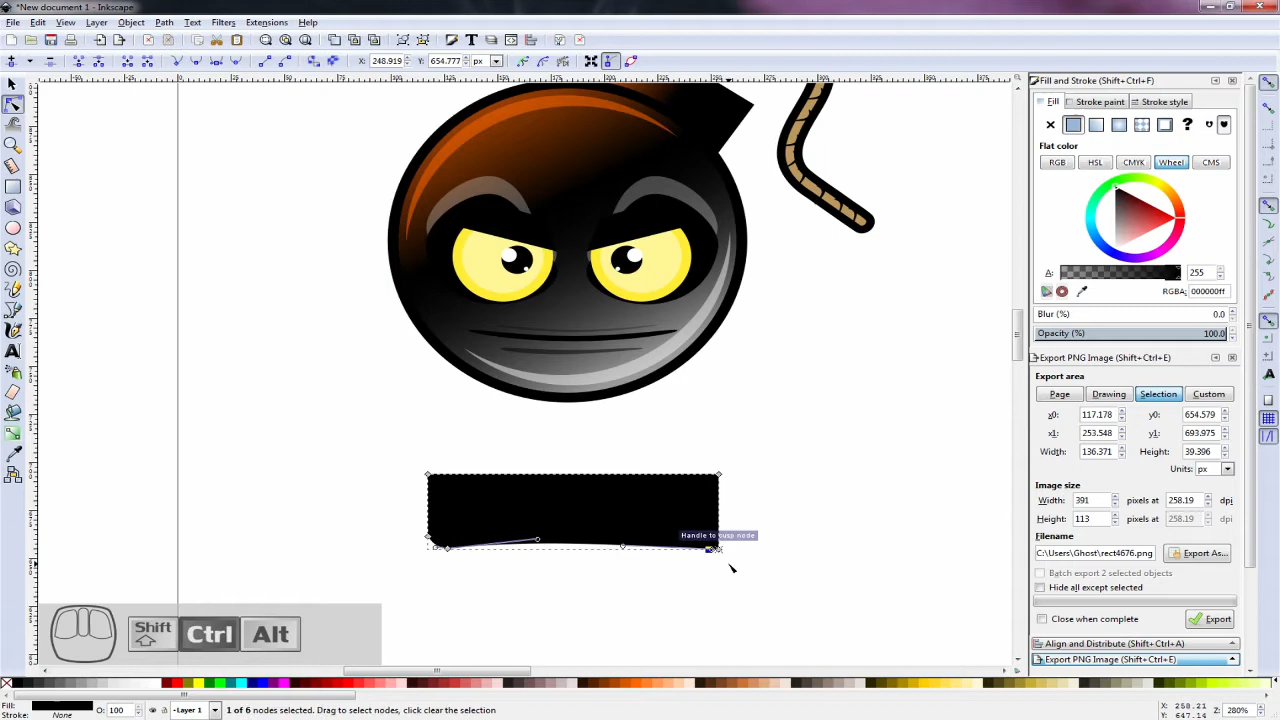 *New document 1 - Inkscape
File Edit View Layer Object Path Text Filters Extensions Help
X: 248.919 Y: 654.777 px
Fill and Stroke (Shift+Ctrl+F)
Fill Stroke paint Stroke style
Flat color
RGB HSL CMYK Wheel CMS
A: 255
RGBA: 000000ff
Blur (%) 0.0
Opacity (%) 100.0
Export PNG Image (Shift+Ctrl+E)
Export area
Page Drawing Selection Custom
x0: 117.178 y0: 654.579
x1: 253.548 y1: 693.975
Width: 136.371 Height: 39.396
Units: px
Image size
Width: 391 pixels at 258.19 dpi
Height: 113 pixels at 258.19 dpi
Filename
C:\Users\Ghost\rect4676.png Export As...
Batch export 2 selected objects
Hide all except selected
Close when complete Export
Align and Distribute (Shift+Ctrl+A)
Export PNG Image (Shift+Ctrl+E)
Handle to cusp node
Shift Ctrl Alt
Fill:
Stroke: None
O: 100
Layer 1
1 of 6 nodes selected. Drag to select nodes, click clear the selection
X: 250.21
Y: 647.14
Z: 280%